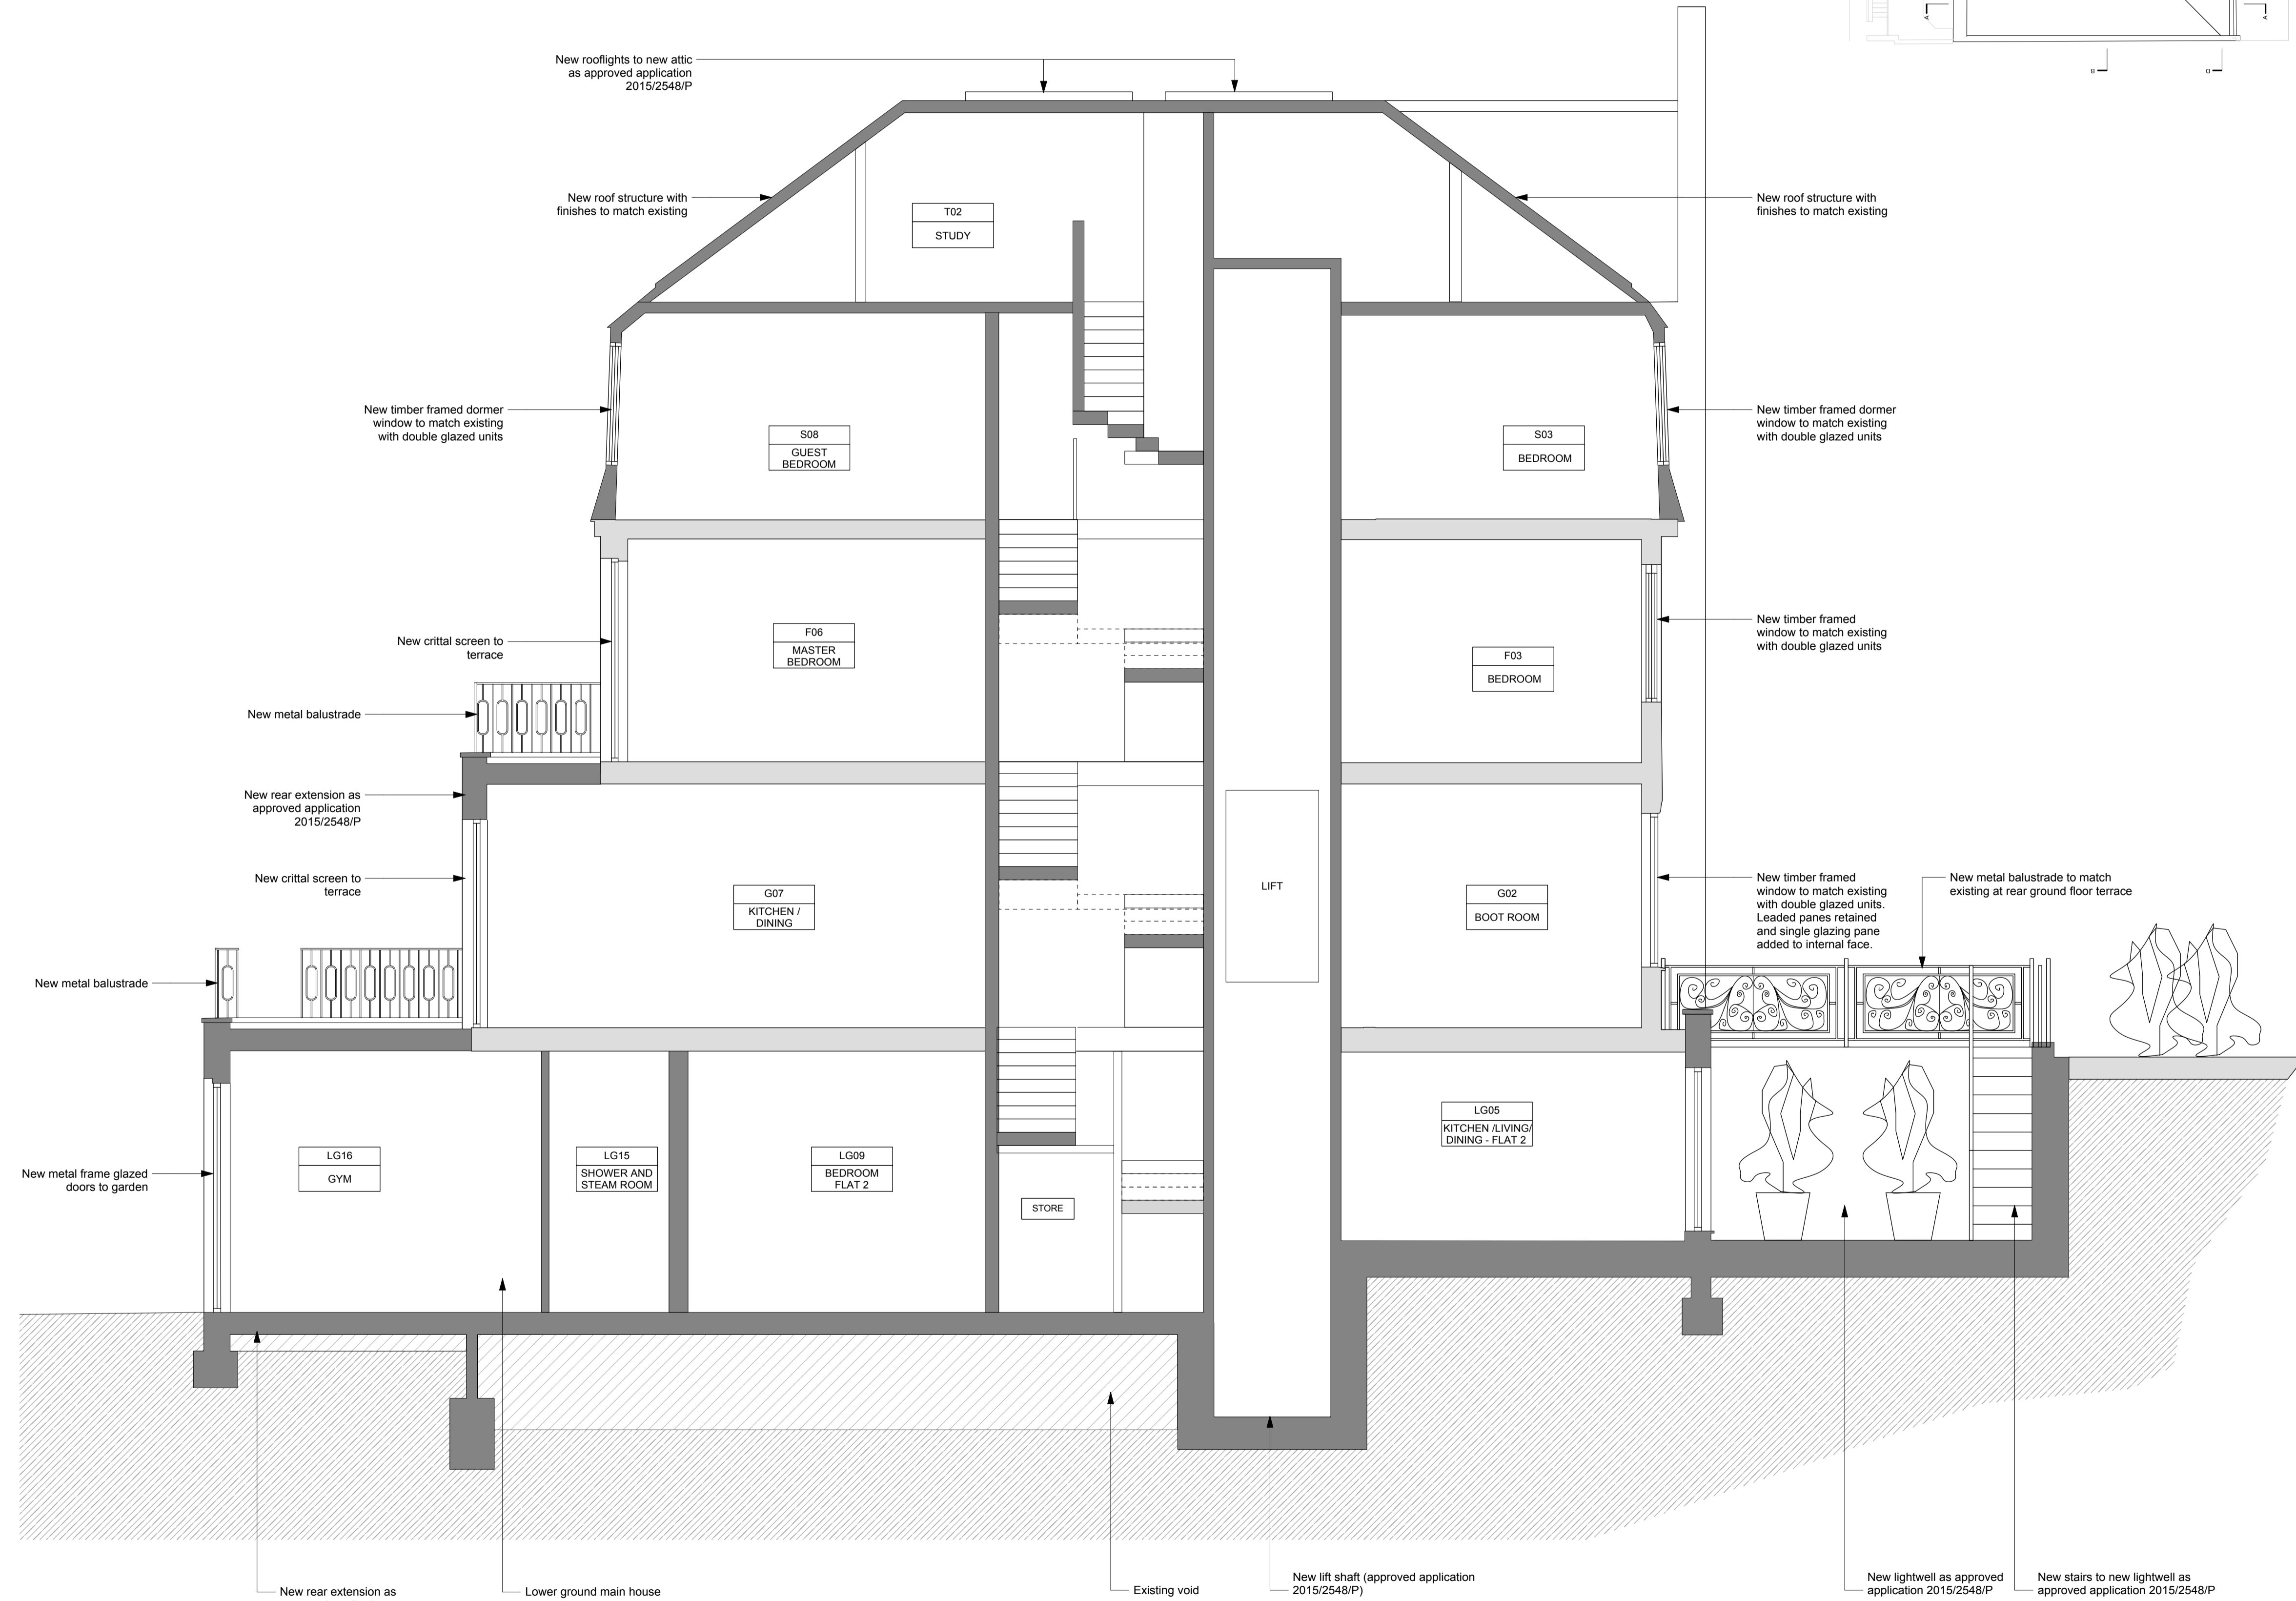 A
A
B
D
New rooflights to new attic
as approved application
2015/2548/P
New roof structure with
finishes to match existing
New roof structure with
finishes to match existing
T02
STUDY
New timber framed dormer
window to match existing
with double glazed units
S08
GUEST
BEDROOM
S03
BEDROOM
New timber framed dormer
window to match existing
with double glazed units
New crittal screen to
terrace
F06
MASTER
BEDROOM
F03
BEDROOM
New timber framed
window to match existing
with double glazed units
New metal balustrade
New rear extension as
approved application
2015/2548/P
New crittal screen to
terrace
G07
KITCHEN /
DINING
LIFT
G02
BOOT ROOM
New timber framed
window to match existing
with double glazed units.
Leaded panes retained
and single glazing pane
added to internal face.
New metal balustrade to match
existing at rear ground floor terrace
New metal balustrade
New metal frame glazed
doors to garden
LG16
GYM
LG15
SHOWER AND
STEAM ROOM
LG09
BEDROOM
FLAT 2
STORE
LG05
KITCHEN /LIVING/
DINING - FLAT 2
New rear extension as
Lower ground main house
Existing void
New lift shaft (approved application
2015/2548/P)
New lightwell as approved
application 2015/2548/P
New stairs to new lightwell as
approved application 2015/2548/P